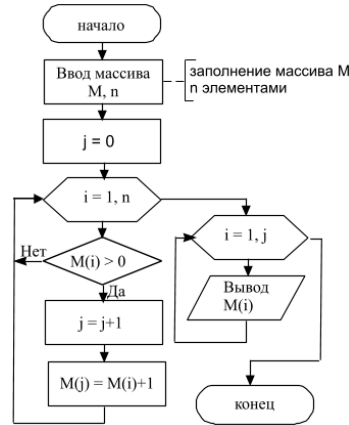 начало
Ввод массива
M, n
заполнение массива M
n элементами
j = 0
i = 1, n
Нет
M(i) > 0
Да
j = j+1
M(j) = M(i)+1
i = 1, j
Вывод
M(i)
конец